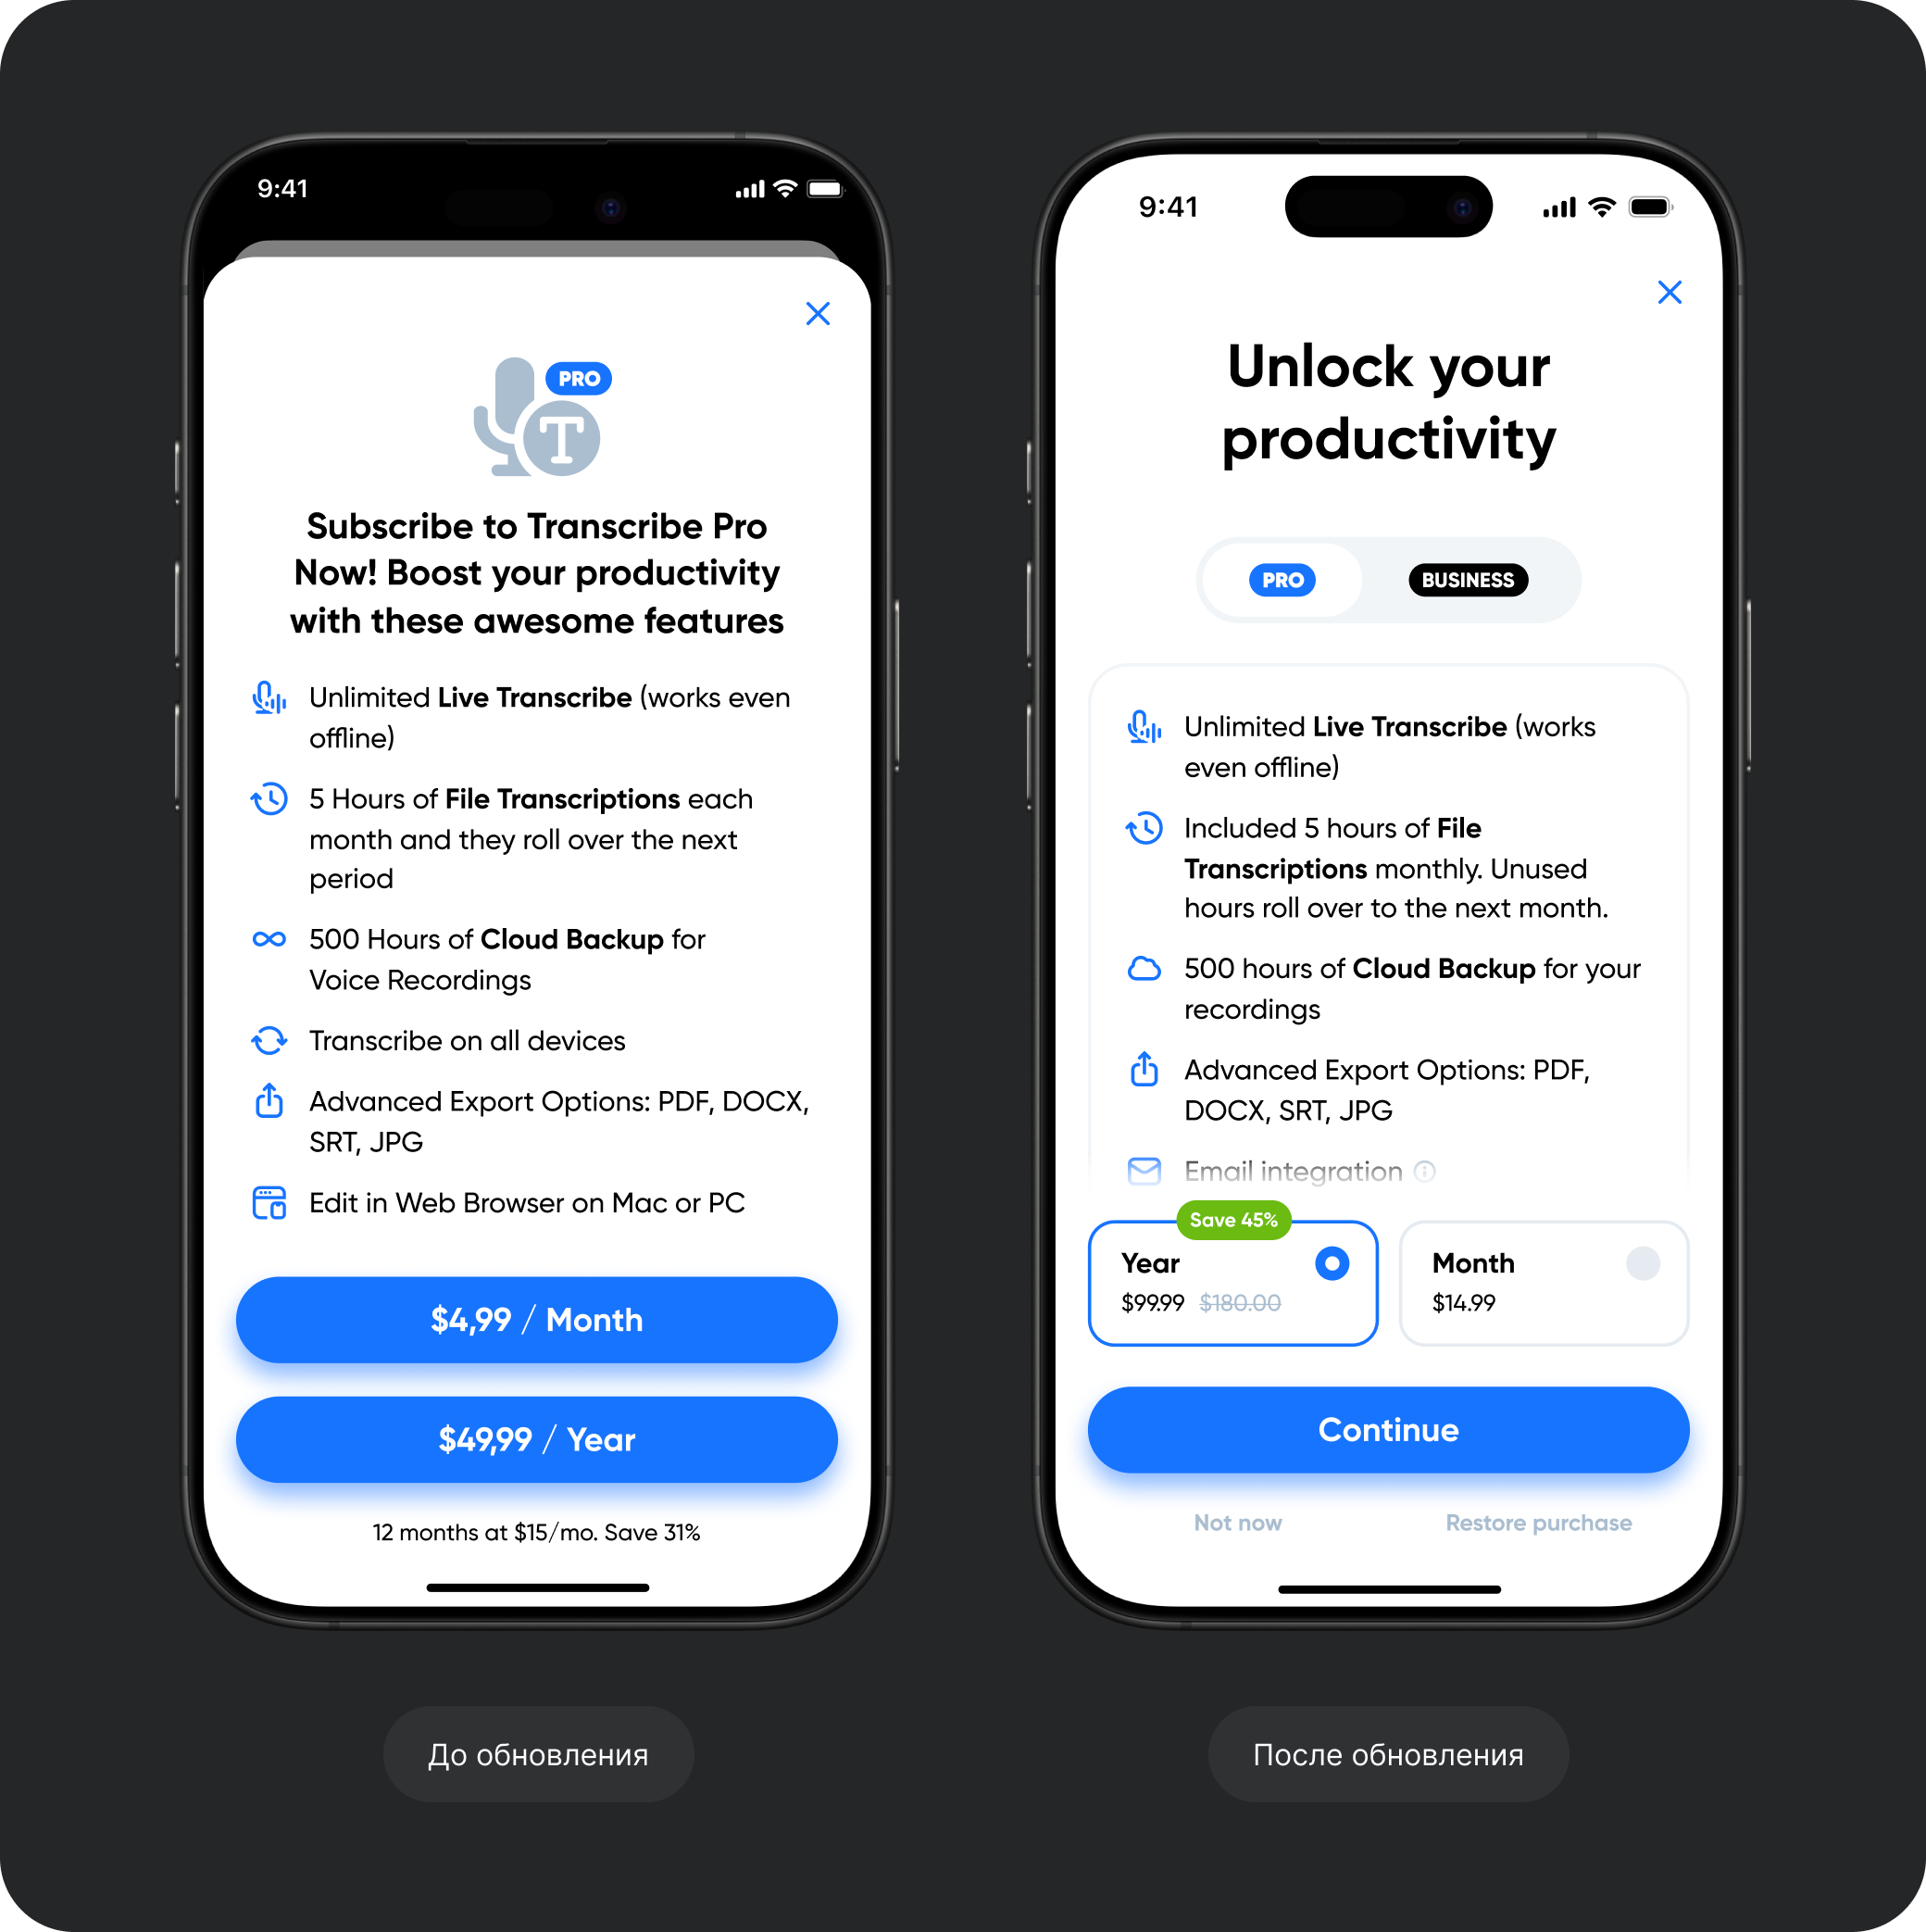 9:41
PRO
T
Subscribe to Transcribe Pro
Now! Boost your productivity
with these awesome features
Unlimited Live Transcribe (works even
offline)
5 Hours of File Transcriptions each
month and they roll over the next
period
500 Hours of Cloud Backup for
Voice Recordings
Transcribe on all devices
Advanced Export Options: PDF, DOCX,
SRT, JPG
Edit in Web Browser on Mac or PC
$4,99 / Month
$49,99 / Year
12 months at $15/mo. Save 31%
До обновления
9:41
Unlock your
productivity
PRO
BUSINESS
Unlimited Live Transcribe (works
even offline)
Included 5 hours of File
Transcriptions monthly. Unused
hours roll over to the next month.
500 hours of Cloud Backup for your
recordings
Advanced Export Options: PDF,
DOCX, SRT, JPG
Email integration
Save 45%
Year
$99.99 $180.00
Month
$14.99
Continue
Not now
Restore purchase
После обновления